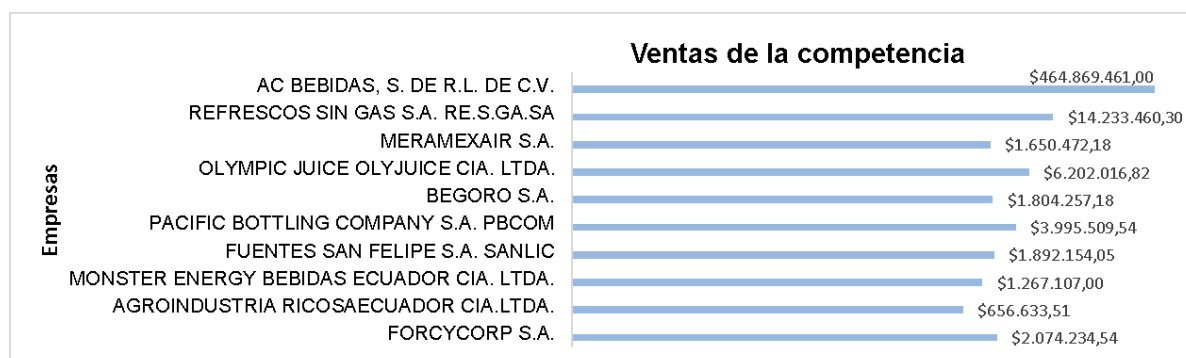 Ventas de la competencia
Empresas
AC BEBIDAS, S. DE R.L. DE C.V. $464.869.461,00
REFRESCOS SIN GAS S.A. RE.S.GA.SA $14.233.460,30
MERAMEXAIR S.A. $1.650.472,18
OLYMPIC JUICE OLYJUICE CIA. LTDA. $6.202.016,82
BEGORO S.A. $1.804.257,18
PACIFIC BOTTLING COMPANY S.A. PBCOM $3.995.509,54
FUENTES SAN FELIPE S.A. SANLIC $1.892.154,05
MONSTER ENERGY BEBIDAS ECUADOR CIA. LTDA. $1.267.107,00
AGROINDUSTRIA RICOSAECUADOR CIA.LTDA. $656.633,51
FORCYCORP S.A. $2.074.234,54